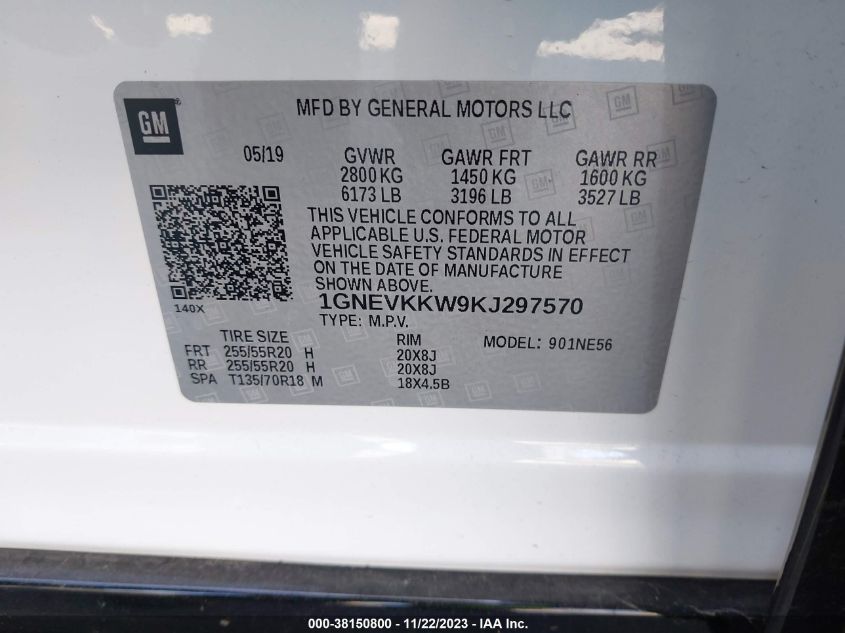 GM
MFD BY GENERAL MOTORS LLC
05/19 GVWR GAWR FRT GAWR RR
2800 KG 1450 KG 1600 KG
6173 LB 3196 LB 3527 LB
THIS VEHICLE CONFORMS TO ALL
APPLICABLE U.S. FEDERAL MOTOR
VEHICLE SAFETY STANDARDS IN EFFECT
ON THE DATE OF MANUFACTURE
SHOWN ABOVE.
140X
1GNEVKKW9KJ297570
TYPE: M.P.V.
TIRE SIZE RIM MODEL: 901NE56
FRT 255/55R20 H 20X8J
RR 255/55R20 H 20X8J
SPA T135/70R18 M 18X4.5B
000-38150800 - 11/22/2023 - IAA Inc.